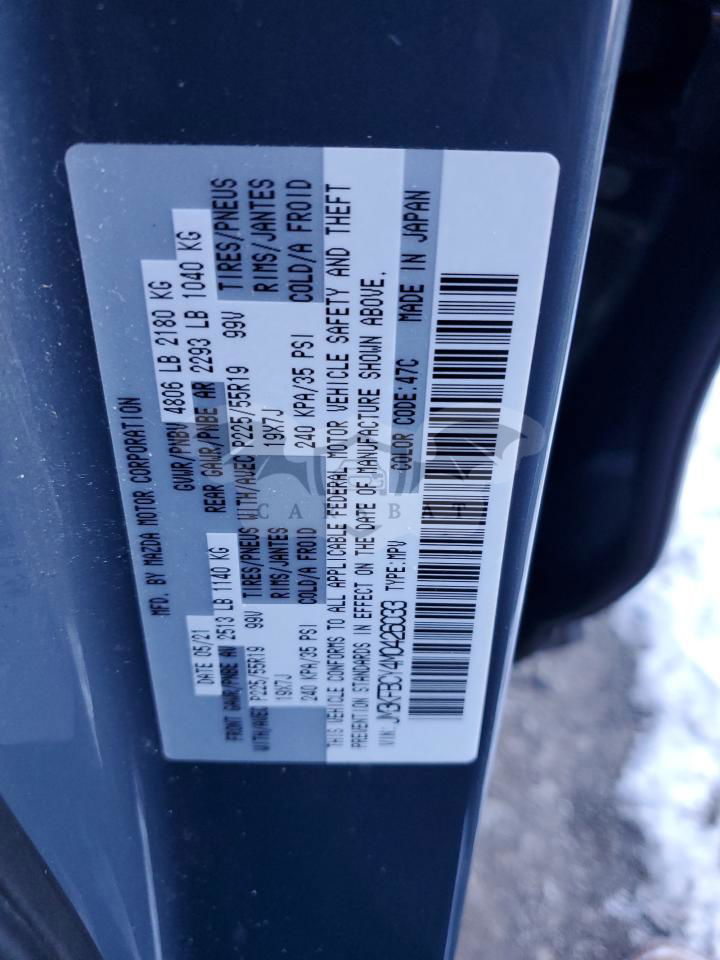 MFD. BY MAZDA MOTOR CORPORATION
DATE 05/21 GVWR/PNBV 4806 LB 2180 KG
FRONT GAWR/PNBE AV 2513 LB 1140 KG REAR GAWR/PNBE AR 2293 LB 1040 KG
WITH/AVEC P225/55R19 99V TIRES/PNEUS WITH/AVEC P225/55R19 99V TIRES/PNEUS
19X7J RIMS/JANTES 19X7J RIMS/JANTES
240 KPA/35 PSI COLD/A FROID 240 KPA/35 PSI COLD/A FROID
THIS VEHICLE CONFORMS TO ALL APPLICABLE FEDERAL MOTOR VEHICLE SAFETY AND THEFT
PREVENTION STANDARDS IN EFFECT ON THE DATE OF MANUFACTURE SHOWN ABOVE.
VIN: JM3KFBCY4N0426033 TYPE:MPV COLOR CODE:47C MADE IN JAPAN